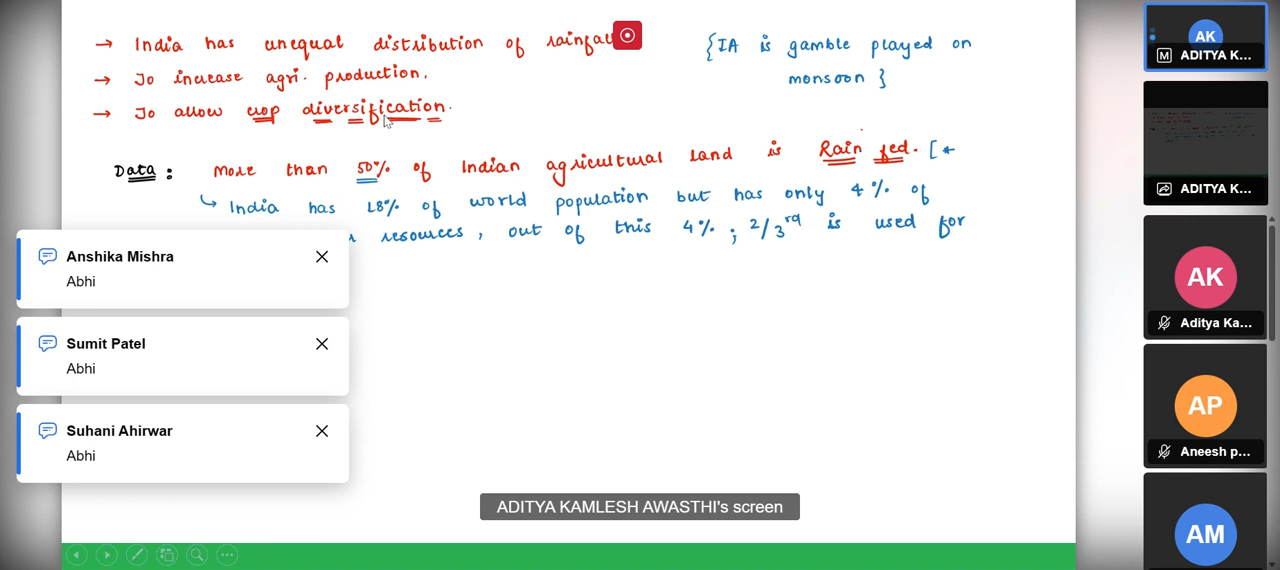 → India has unequal distribution of rainfal
{IA is gamble played on
monsoon }
→ To increase agri. production.
→ To allow crop diversification.
Data : More than 50% of Indian agricultural land is Rain fed. [*
↳ India has 18% of world population but has only 4% of
resources, out of this 4% ; 2/3rd is used for
Anshika Mishra
Abhi
Sumit Patel
Abhi
Suhani Ahirwar
Abhi
ADITYA KAMLESH AWASTHI's screen
AK
M ADITYA K...
ADITYA K...
AK
Aditya Ka...
AP
Aneesh p...
AM